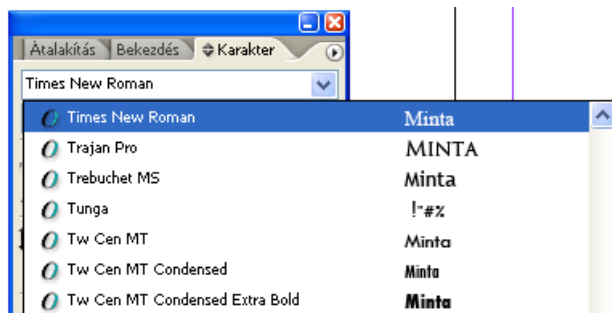 Átalakítás Bekezdés Karakter
Times New Roman
Times New Roman Minta
Trajan Pro MINTA
Trebuchet MS Minta
Tunga !"#%
Tw Cen MT Minta
Tw Cen MT Condensed Minta
Tw Cen MT Condensed Extra Bold Minta